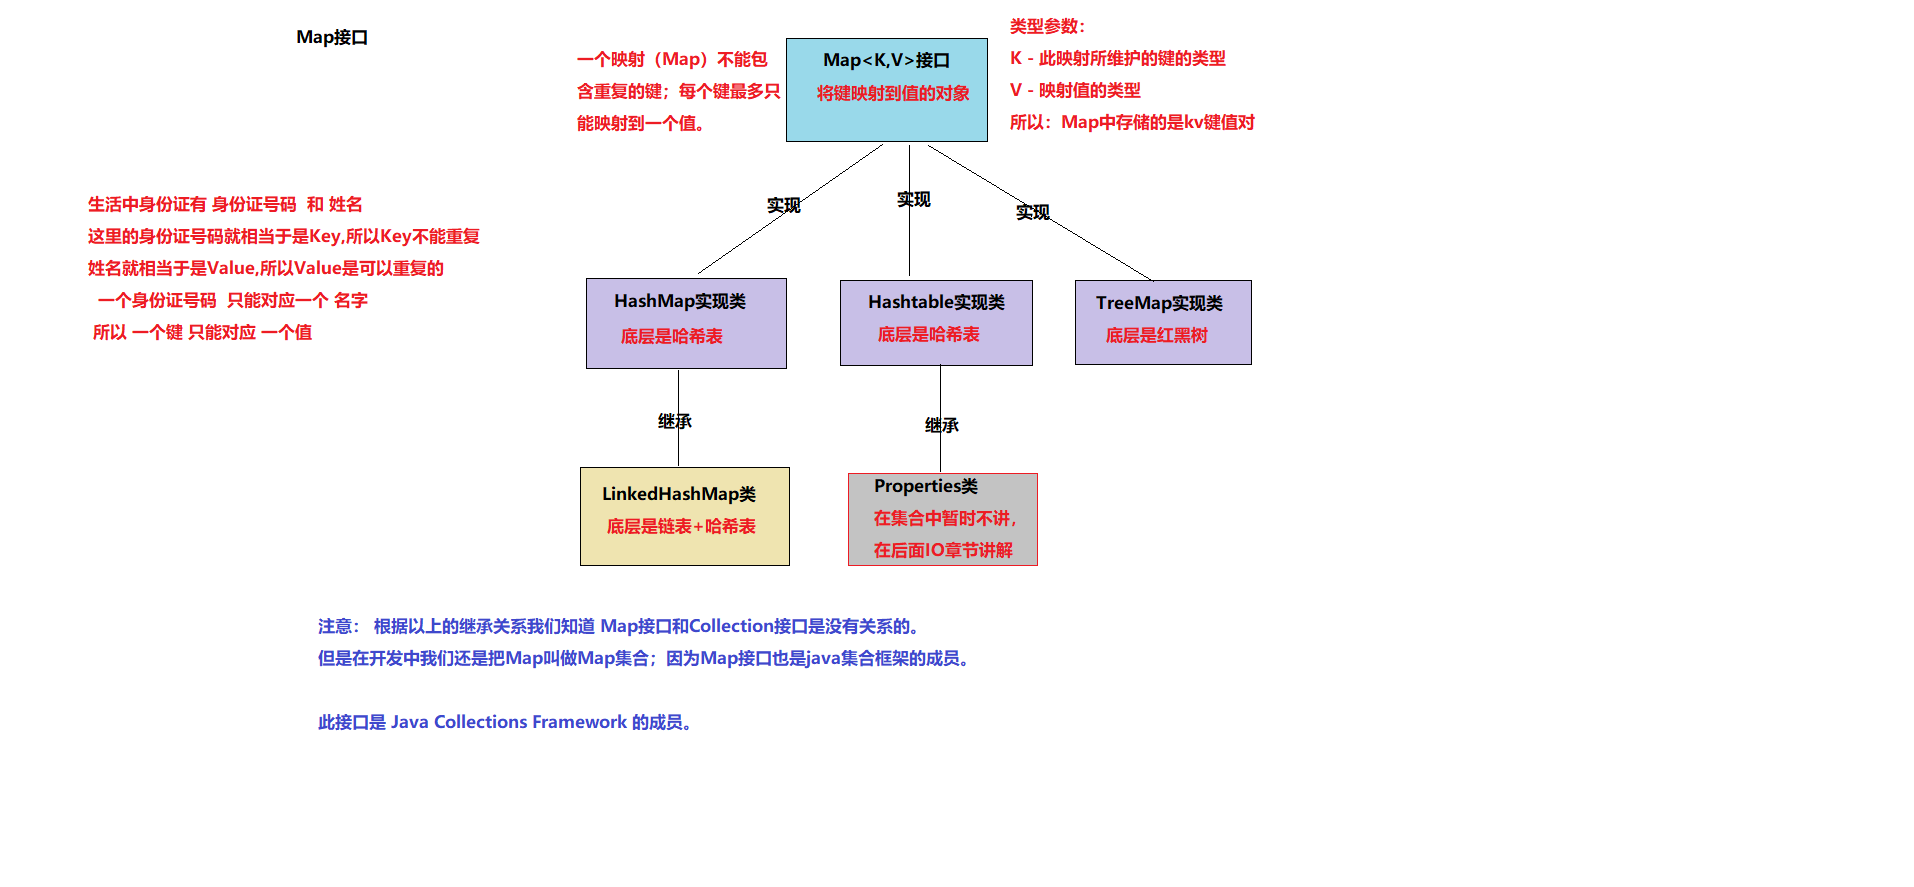 Map接口
一个映射（Map）不能包
含重复的键；每个键最多只
能映射到一个值。
Map<K,V>接口
将键映射到值的对象
类型参数：
K - 此映射所维护的键的类型
V - 映射值的类型
所以：Map中存储的是kv键值对
生活中身份证有 身份证号码  和 姓名
这里的身份证号码就相当于是Key,所以Key不能重复
姓名就相当于是Value,所以Value是可以重复的
一个身份证号码  只能对应一个 名字
所以 一个键 只能对应 一个值
实现
实现
实现
HashMap实现类
底层是哈希表
Hashtable实现类
底层是哈希表
TreeMap实现类
底层是红黑树
继承
继承
LinkedHashMap类
底层是链表+哈希表
Properties类
在集合中暂时不讲，
在后面IO章节讲解
注意： 根据以上的继承关系我们知道 Map接口和Collection接口是没有关系的。
但是在开发中我们还是把Map叫做Map集合；因为Map接口也是java集合框架的成员。
此接口是 Java Collections Framework 的成员。